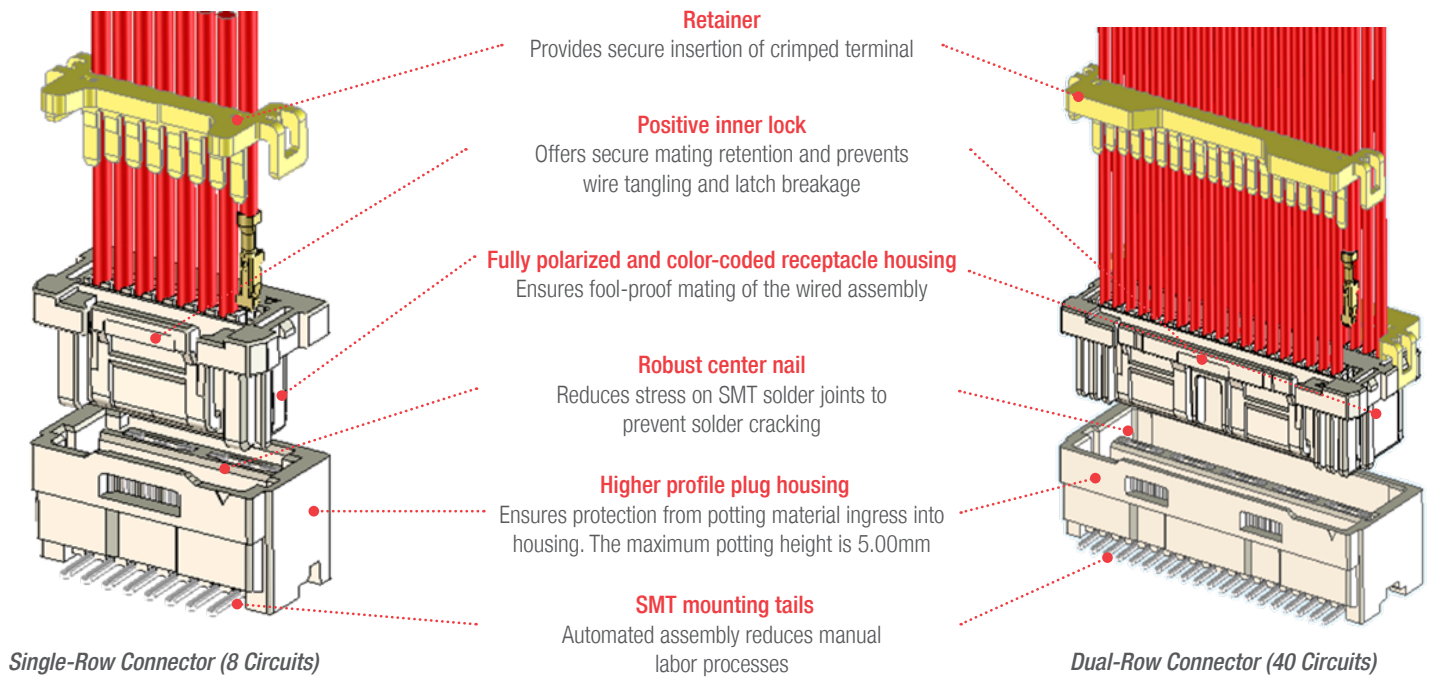 Retainer
Provides secure insertion of crimped terminal
Positive inner lock
Offers secure mating retention and prevents
wire tangling and latch breakage
Fully polarized and color-coded receptacle housing
Ensures fool-proof mating of the wired assembly
Robust center nail
Reduces stress on SMT solder joints to
prevent solder cracking
Higher profile plug housing
Ensures protection from potting material ingress into
housing. The maximum potting height is 5.00mm
SMT mounting tails
Automated assembly reduces manual
labor processes
Single-Row Connector (8 Circuits)
Dual-Row Connector (40 Circuits)